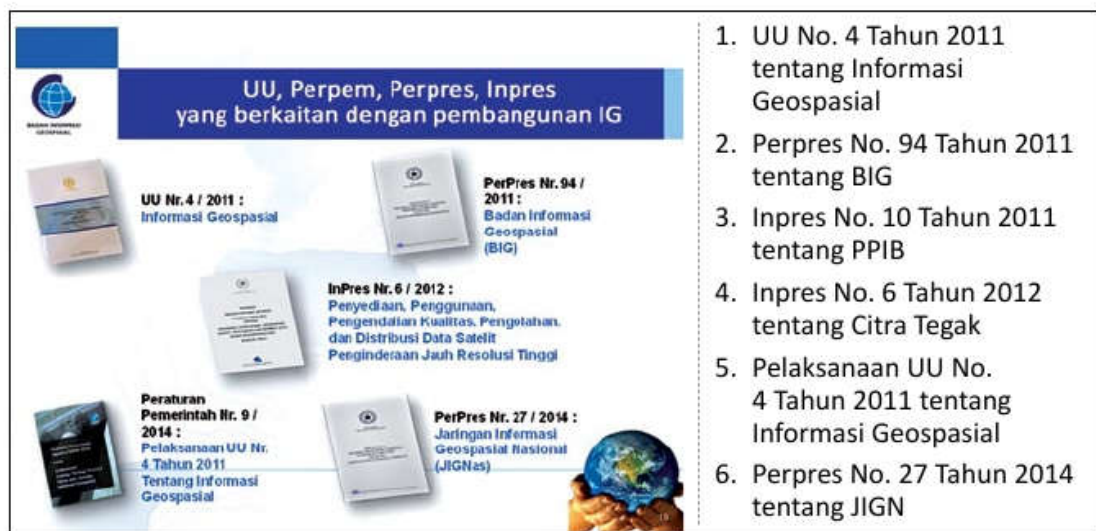 BADAN INFORMASI
GEOSPASIAL
UU, Perpem, Perpres, Inpres
yang berkaitan dengan pembangunan IG
UU Nr. 4 / 2011 :
Informasi Geospasial
PerPres Nr. 94 /
2011 :
Badan Informasi
Geospasial
(BIG)
InPres Nr. 6 / 2012 :
Penyediaan, Penggunaan,
Pengendalian Kualitas, Pengolahan,
dan Distribusi Data Satelit
Penginderaan Jauh Resolusi Tinggi
Peraturan
Pemerintah Nr. 9 /
2014 :
Pelaksanaan UU Nr.
4 Tahun 2011
Tentang Informasi
Geospasial
PerPres Nr. 27 / 2014 :
Jaringan Informasi
Geospasial Nasional
(JIGNas)
1. UU No. 4 Tahun 2011
tentang Informasi
Geospasial
2. Perpres No. 94 Tahun 2011
tentang BIG
3. Inpres No. 10 Tahun 2011
tentang PPIB
4. Inpres No. 6 Tahun 2012
tentang Citra Tegak
5. Pelaksanaan UU No.
4 Tahun 2011 tentang
Informasi Geospasial
6. Perpres No. 27 Tahun 2014
tentang JIGN